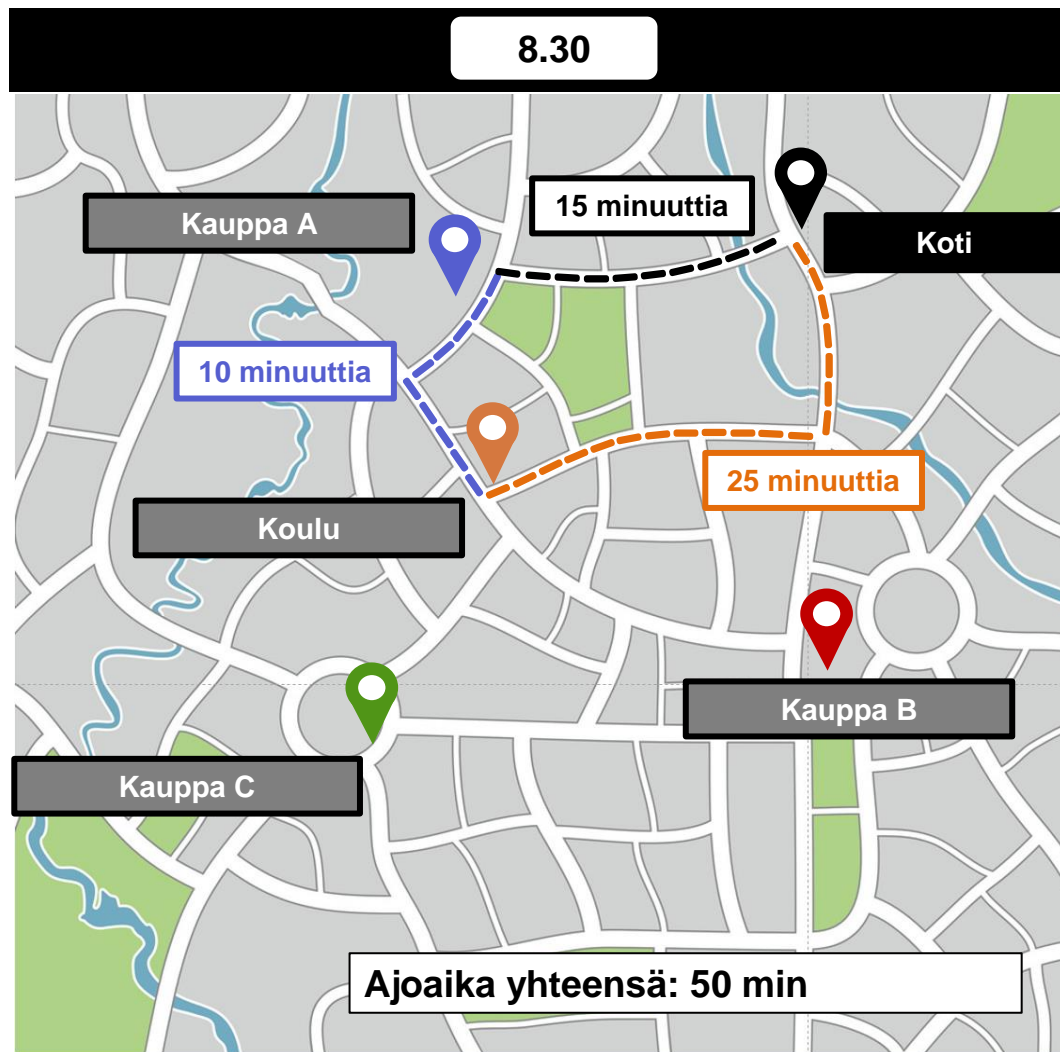 8.30
15 minuuttia
Kauppa A
Koti
10 minuuttia
25 minuuttia
Koulu
Kauppa B
Kauppa C
Ajoaika yhteensä: 50 min